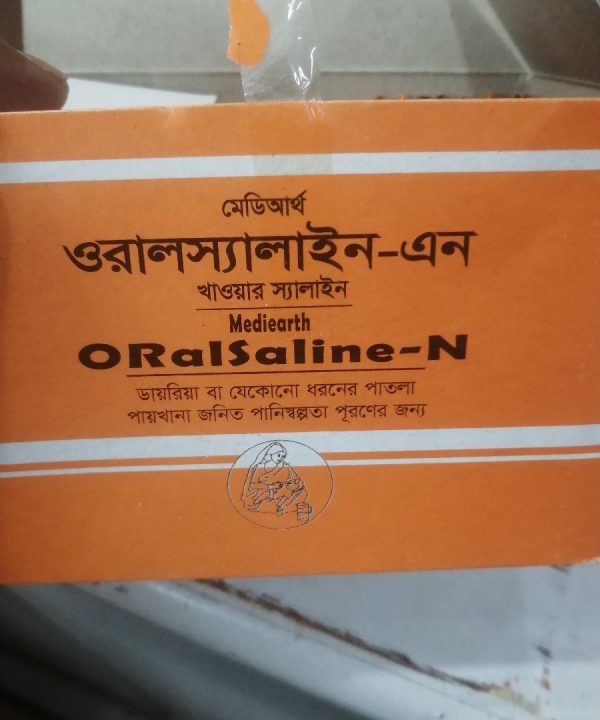 মেডিআর্থ
ওরালস্যালাইন-এন
খাওয়ার স্যালাইন
Mediearth
ORalSaline-N
ডায়রিয়া বা যেকোনো ধরনের পাতলা
পায়খানা জনিত পানিস্বল্পতা পূরণের জন্য